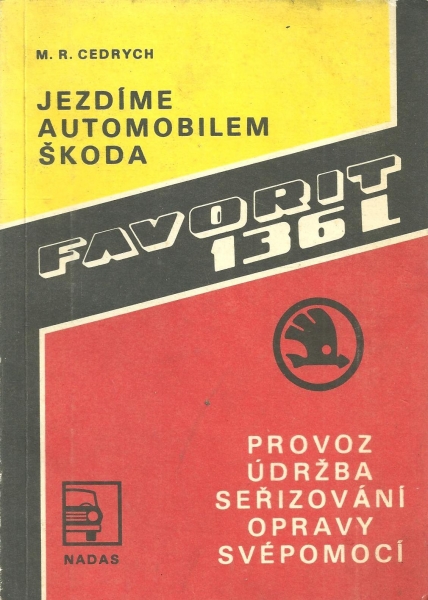 M. R. CEDRYCH
JEZDÍME
AUTOMOBILEM
ŠKODA
FAVORIT
136 L
PROVOZ
ÚDRŽBA
SEŘIZOVÁNÍ
OPRAVY
SVÉPOMOCÍ
NADAS